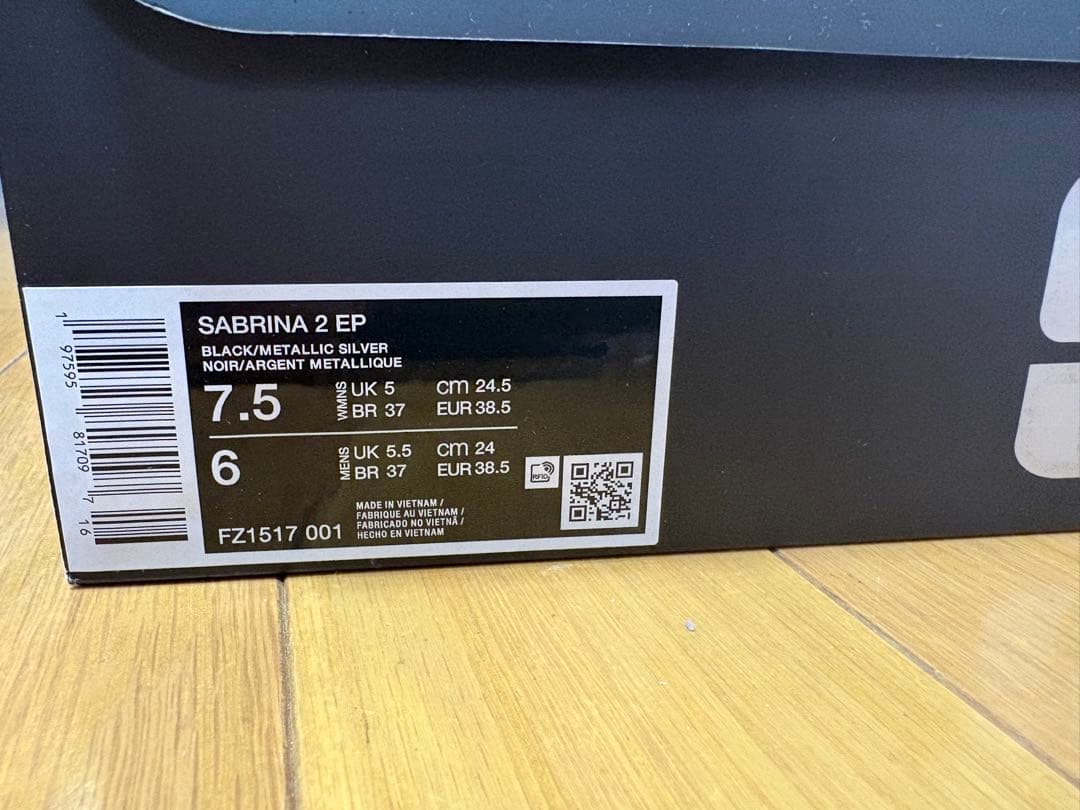 SABRINA 2 EP
BLACK/METALLIC SILVER
NOIR/ARGENT METALLIQUE
7.5 WMNS UK 5 cm 24.5
BR 37 EUR 38.5
6 MENS UK 5.5 cm 24
BR 37 EUR 38.5
RFID
MADE IN VIETNAM /
FABRIQUE AU VIETNAM /
FABRICADO NO VIETNÃ /
HECHO EN VIETNAM
FZ1517 001
1 97595 81709 7 16